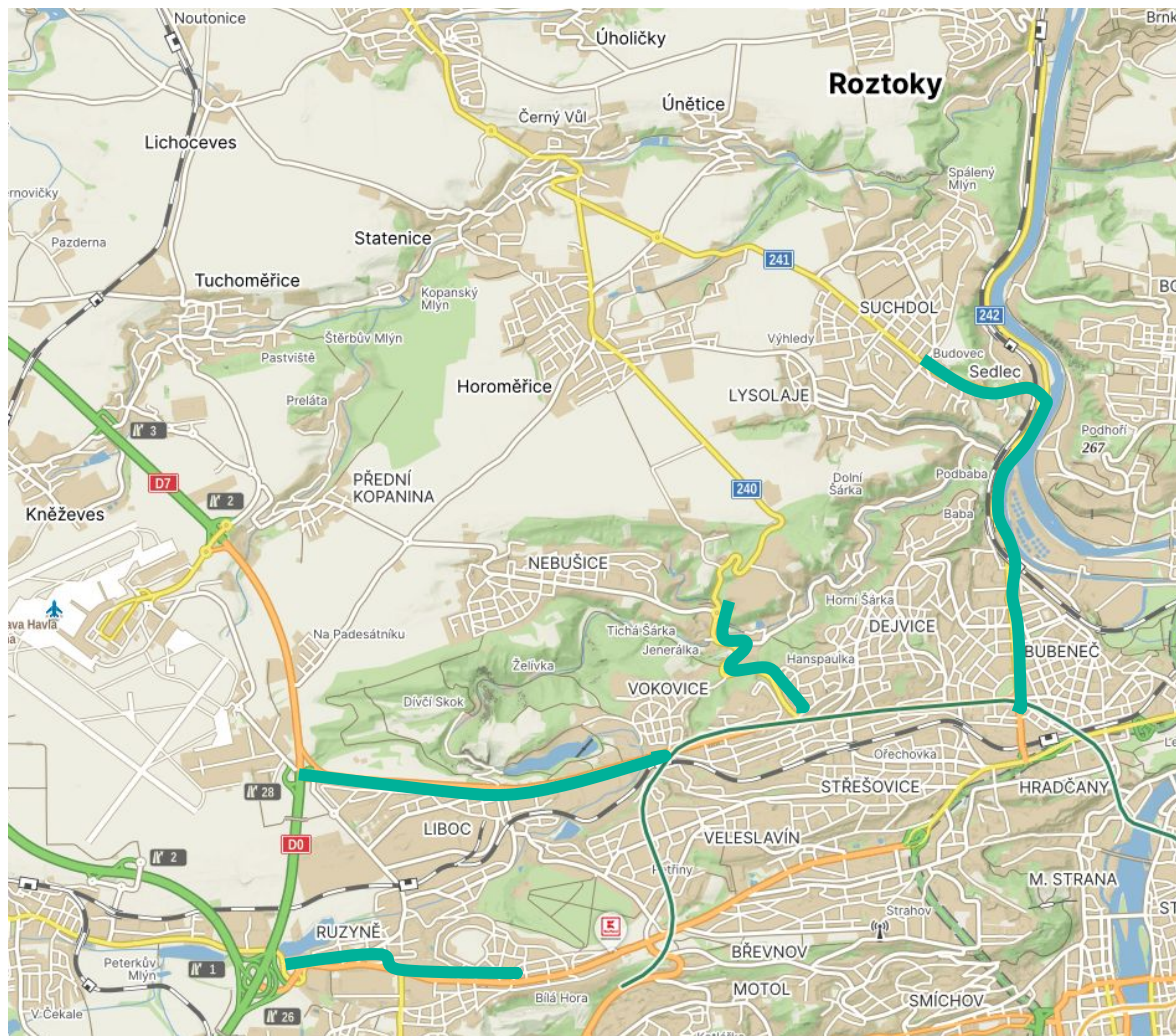 Noutonice
Úholičky
Roztoky
Únětice
Černý Vůl
Lichoceves
Spálený
Mlýn
Pazderna
Statenice
241
Tuchoměřice
Kopanský
Mlýn
SUCHDOL
242
Štěrbův Mlýn
Výhledy
Pastviště
Budovec
Sedlec
Horoměřice
LYSOLAJE
Preláta
3
Podhoří
267
D7
PŘEDNÍ
KOPANINA
240
Dolní
Šárka
Podbaba
2
Kněževes
Baba
NEBUŠICE
Horní Šárka
Na Padesátníku
Tichá Šárka
DEJVICE
Jenerálka
Hanspaulka
BUBENEČ
Želivka
VOKOVICE
Dívčí Skok
Ořechovka
28
STŘEŠOVICE
HRADČANY
LIBOC
D0
VELESLAVÍN
2
Petřiny
M. STRANA
Strahov
RUZYNĚ
BŘEVNOV
Peterkův
Mlýn
1
Bílá Hora
MOTOL
SMÍCHOV
V Čekale
26